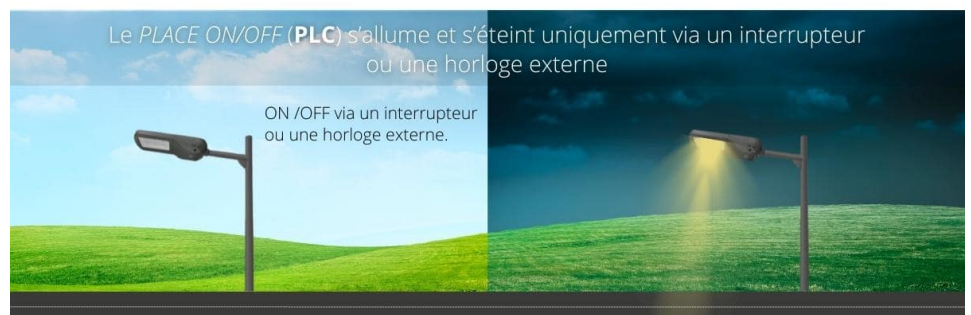 Le PLACE ON/OFF (PLC) s'allume et s'éteint uniquement via un interrupteur
ou une horloge externe
ON /OFF via un interrupteur
ou une horloge externe.